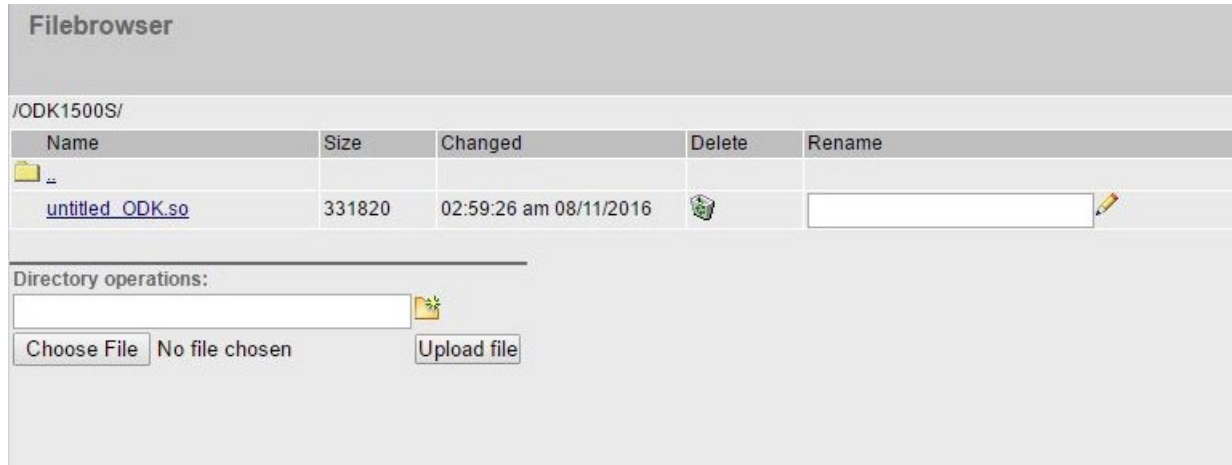 Filebrowser
/ODK1500S/
Name Size Changed Delete Rename
..
untitled_ODK.so 331820 02:59:26 am 08/11/2016
Directory operations:
Choose File No file chosen Upload file